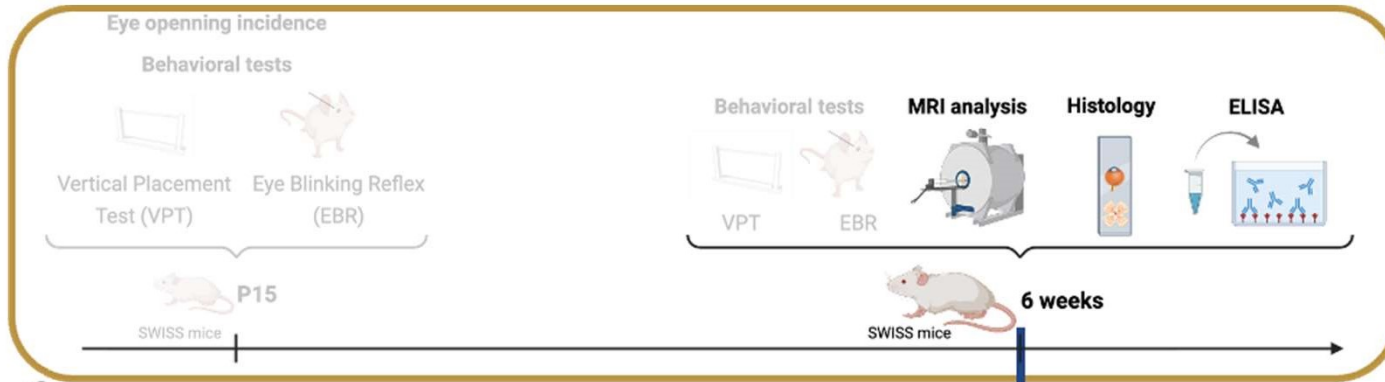 Eye openning incidence
Behavioral tests
Vertical Placement
Test (VPT)
Eye Blinking Reflex
(EBR)
P15
SWISS mice
Behavioral tests
VPT
EBR
MRI analysis
Histology
ELISA
6 weeks
SWISS mice